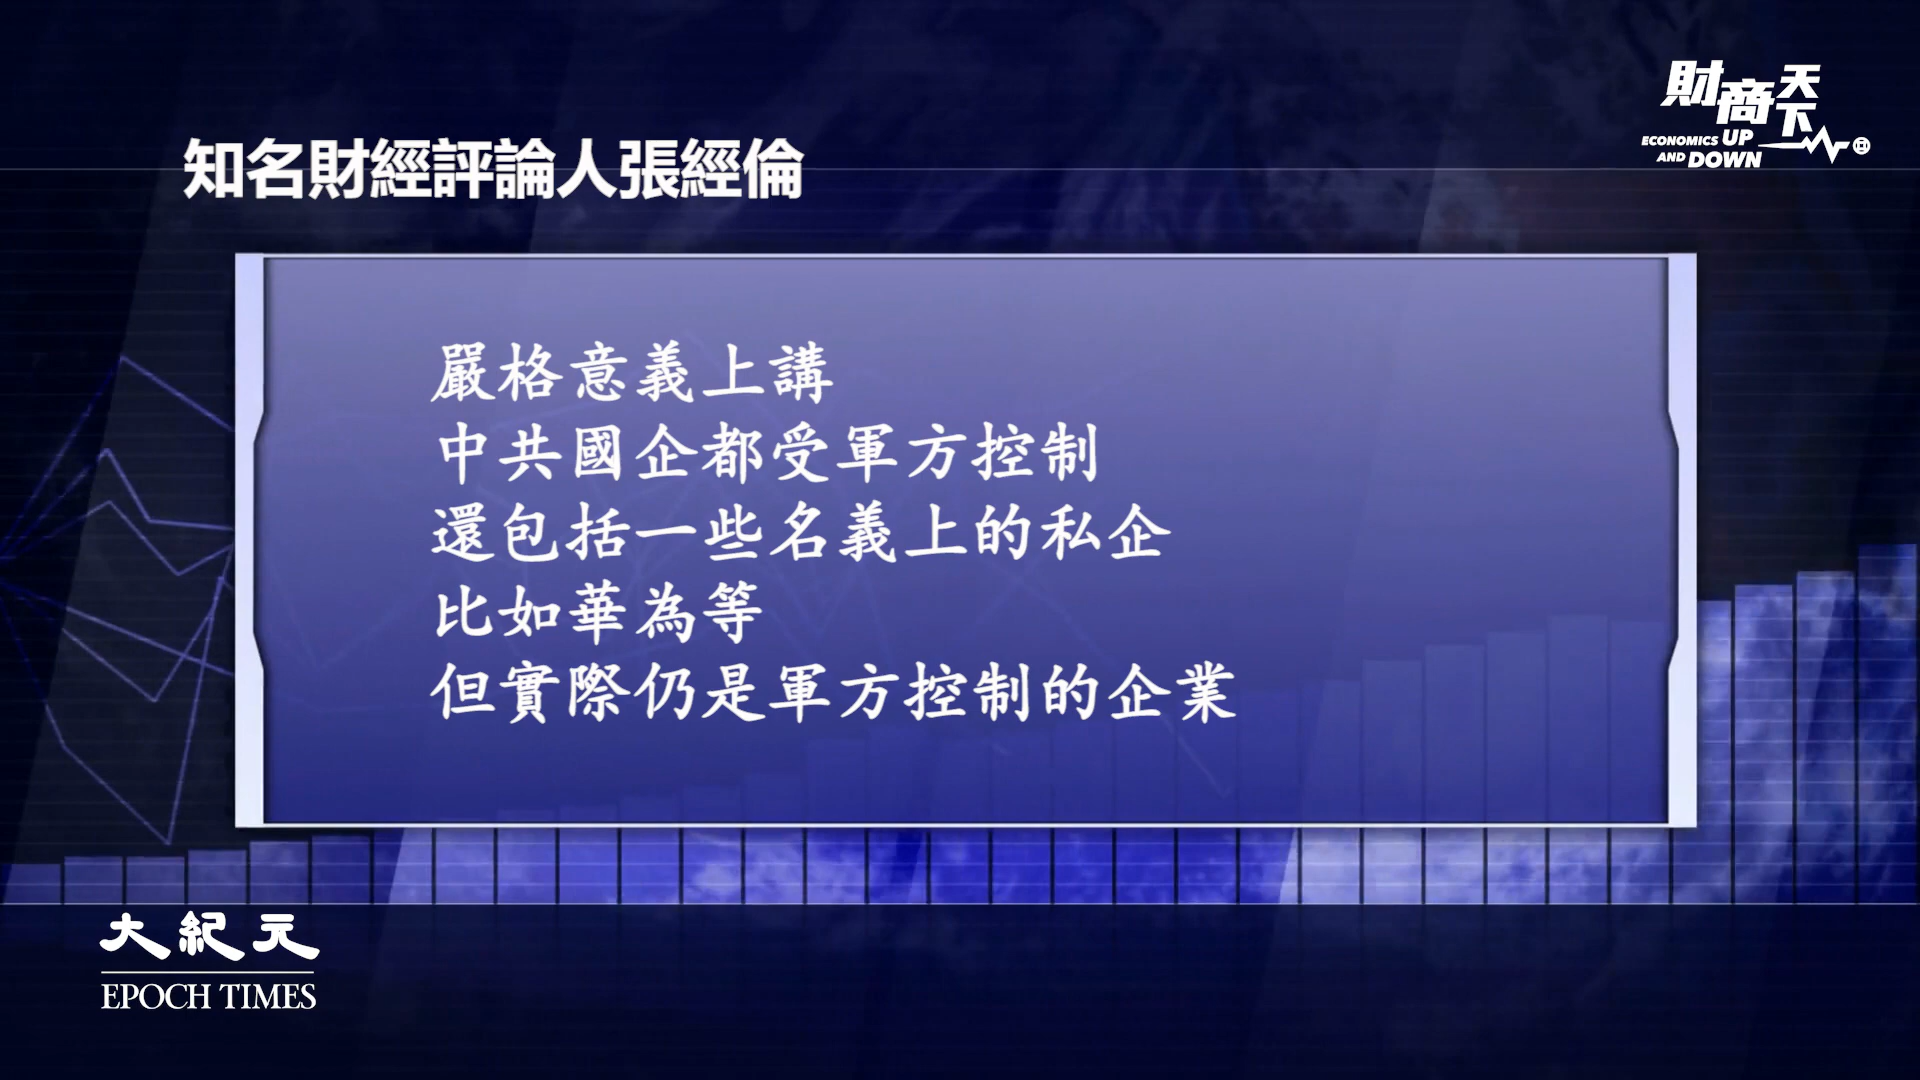 財商天下
ECONOMICS UP
AND DOWN
知名財經評論人張經倫
嚴格意義上講
中共國企都受軍方控制
還包括一些名義上的私企
比如華為等
但實際仍是軍方控制的企業
大紀元
EPOCH TIMES